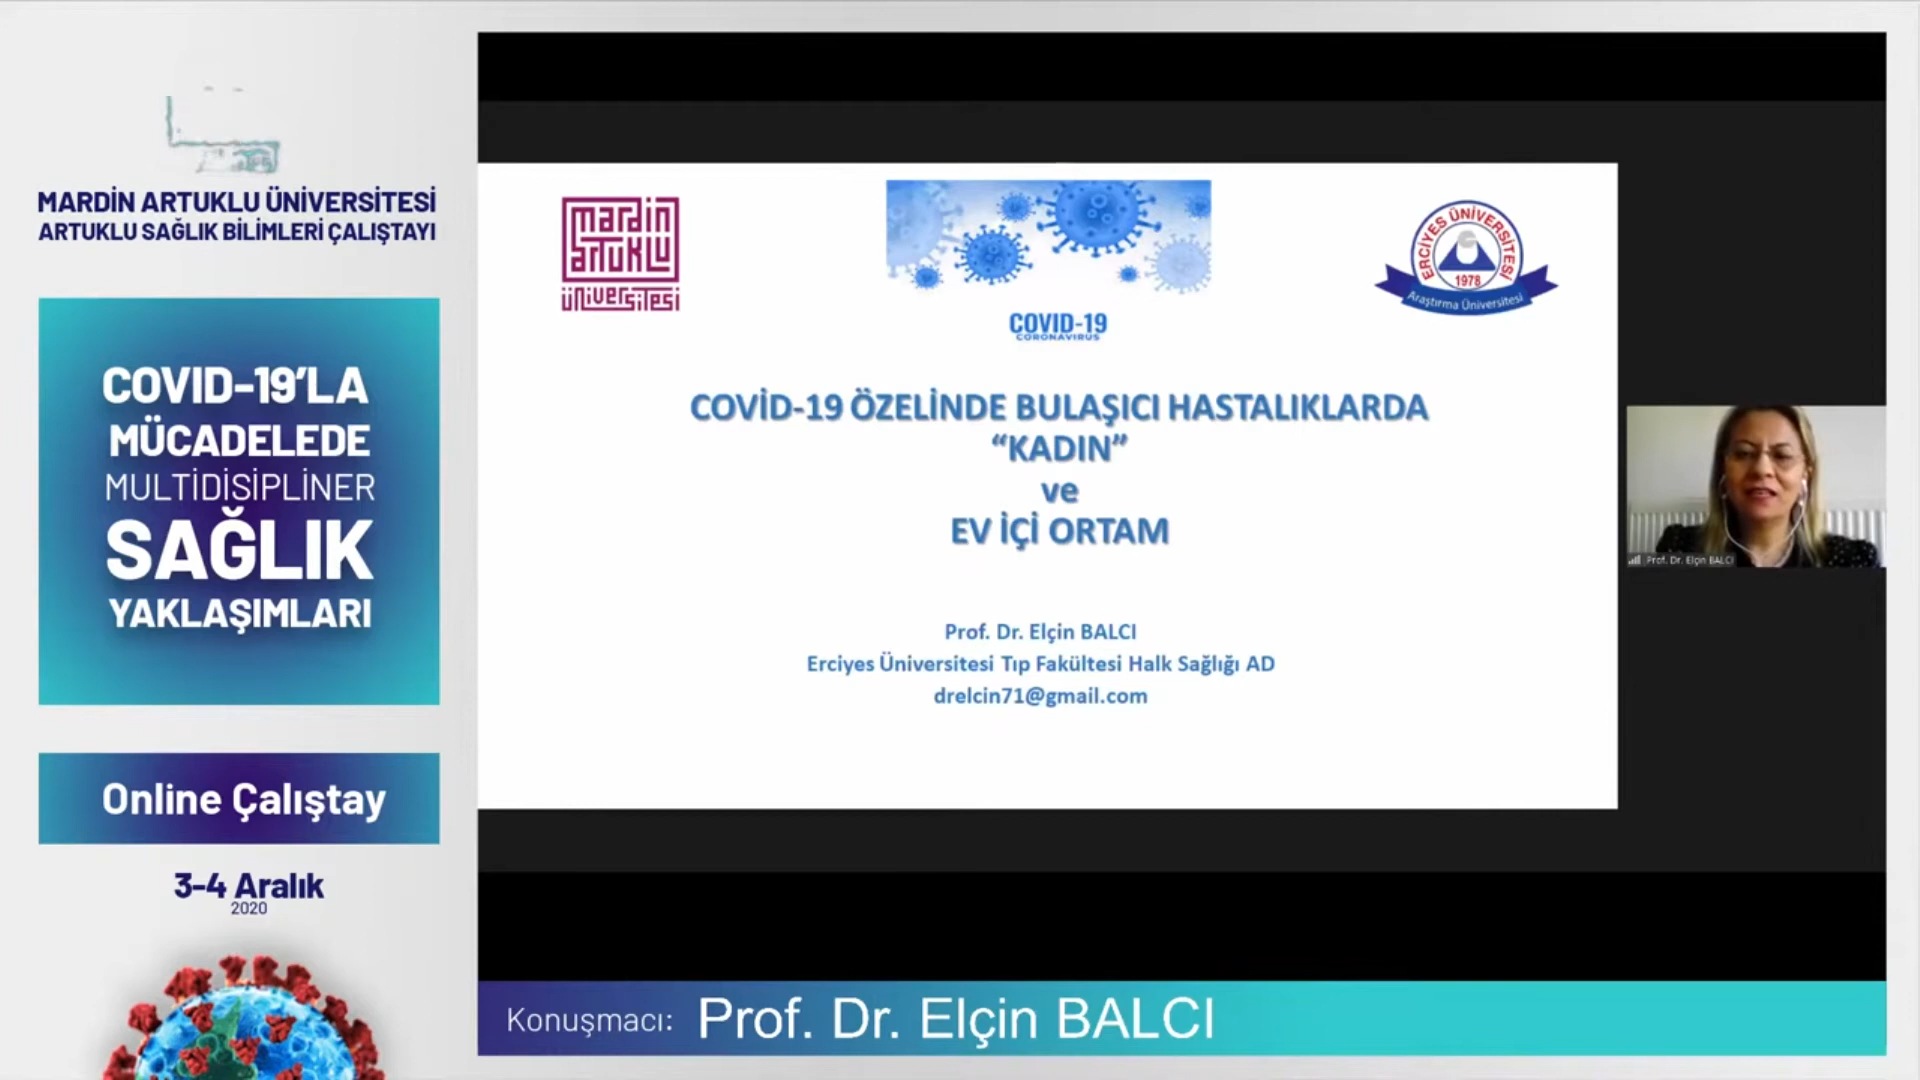 MARDİN ARTUKLU ÜNİVERSİTESİ
ARTUKLU SAĞLIK BİLİMLERİ ÇALIŞTAYI
COVID-19’LA
MÜCADELEDE
MULTİDİSİPLİNER
SAĞLIK
YAKLAŞIMLARI
Online Çalıştay
3-4 Aralık
2020
mardin
artuklu
üniversitesi
COVID-19
CORONAVIRUS
ERCİYES ÜNİVERSİTESİ
1978
Araştırma Üniversitesi
COVİD-19 ÖZELİNDE BULAŞICI HASTALIKLARDA
“KADIN”
ve
EV İÇİ ORTAM
Prof. Dr. Elçin BALCI
Erciyes Üniversitesi Tıp Fakültesi Halk Sağlığı AD
drelcin71@gmail.com
Prof. Dr. Elçin BALCI
Konuşmacı: Prof. Dr. Elçin BALCI